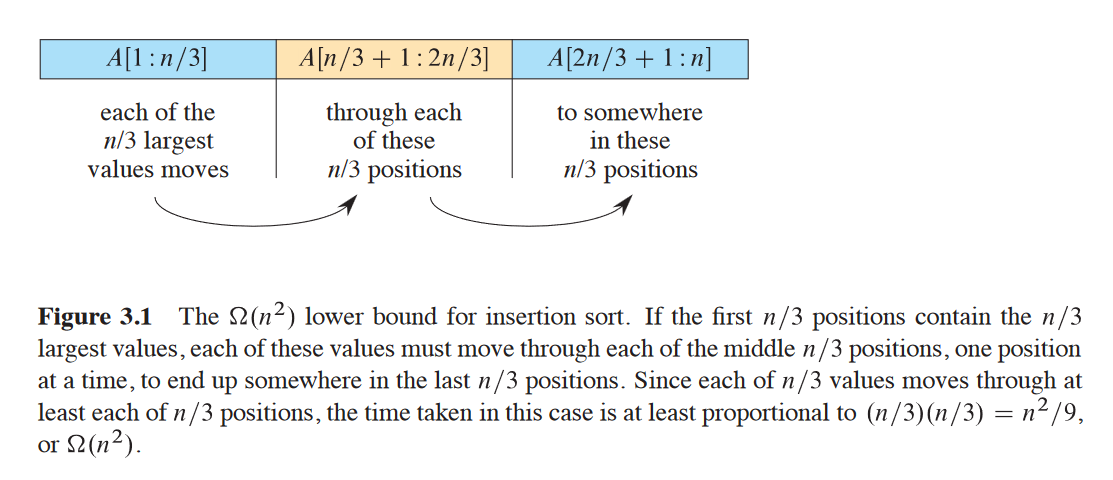 A[1 : n/3] A[n/3 + 1 : 2n/3] A[2n/3 + 1 : n]
each of the
n/3 largest
values moves
through each
of these
n/3 positions
to somewhere
in these
n/3 positions
Figure 3.1 The Ω(n²) lower bound for insertion sort. If the first n/3 positions contain the n/3
largest values, each of these values must move through each of the middle n/3 positions, one position
at a time, to end up somewhere in the last n/3 positions. Since each of n/3 values moves through at
least each of n/3 positions, the time taken in this case is at least proportional to (n/3)(n/3) = n²/9,
or Ω(n²).